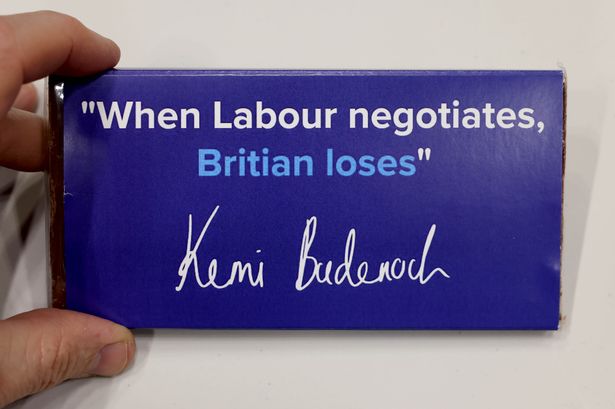 "When Labour negotiates,
Britian loses"
Kemi Badenoch